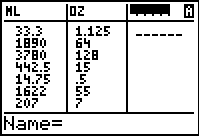 ML OZ
33.3 1.125 ------
1890 64
3780 128
442.5 15
14.75 .5
1622 55
207 7
Name=